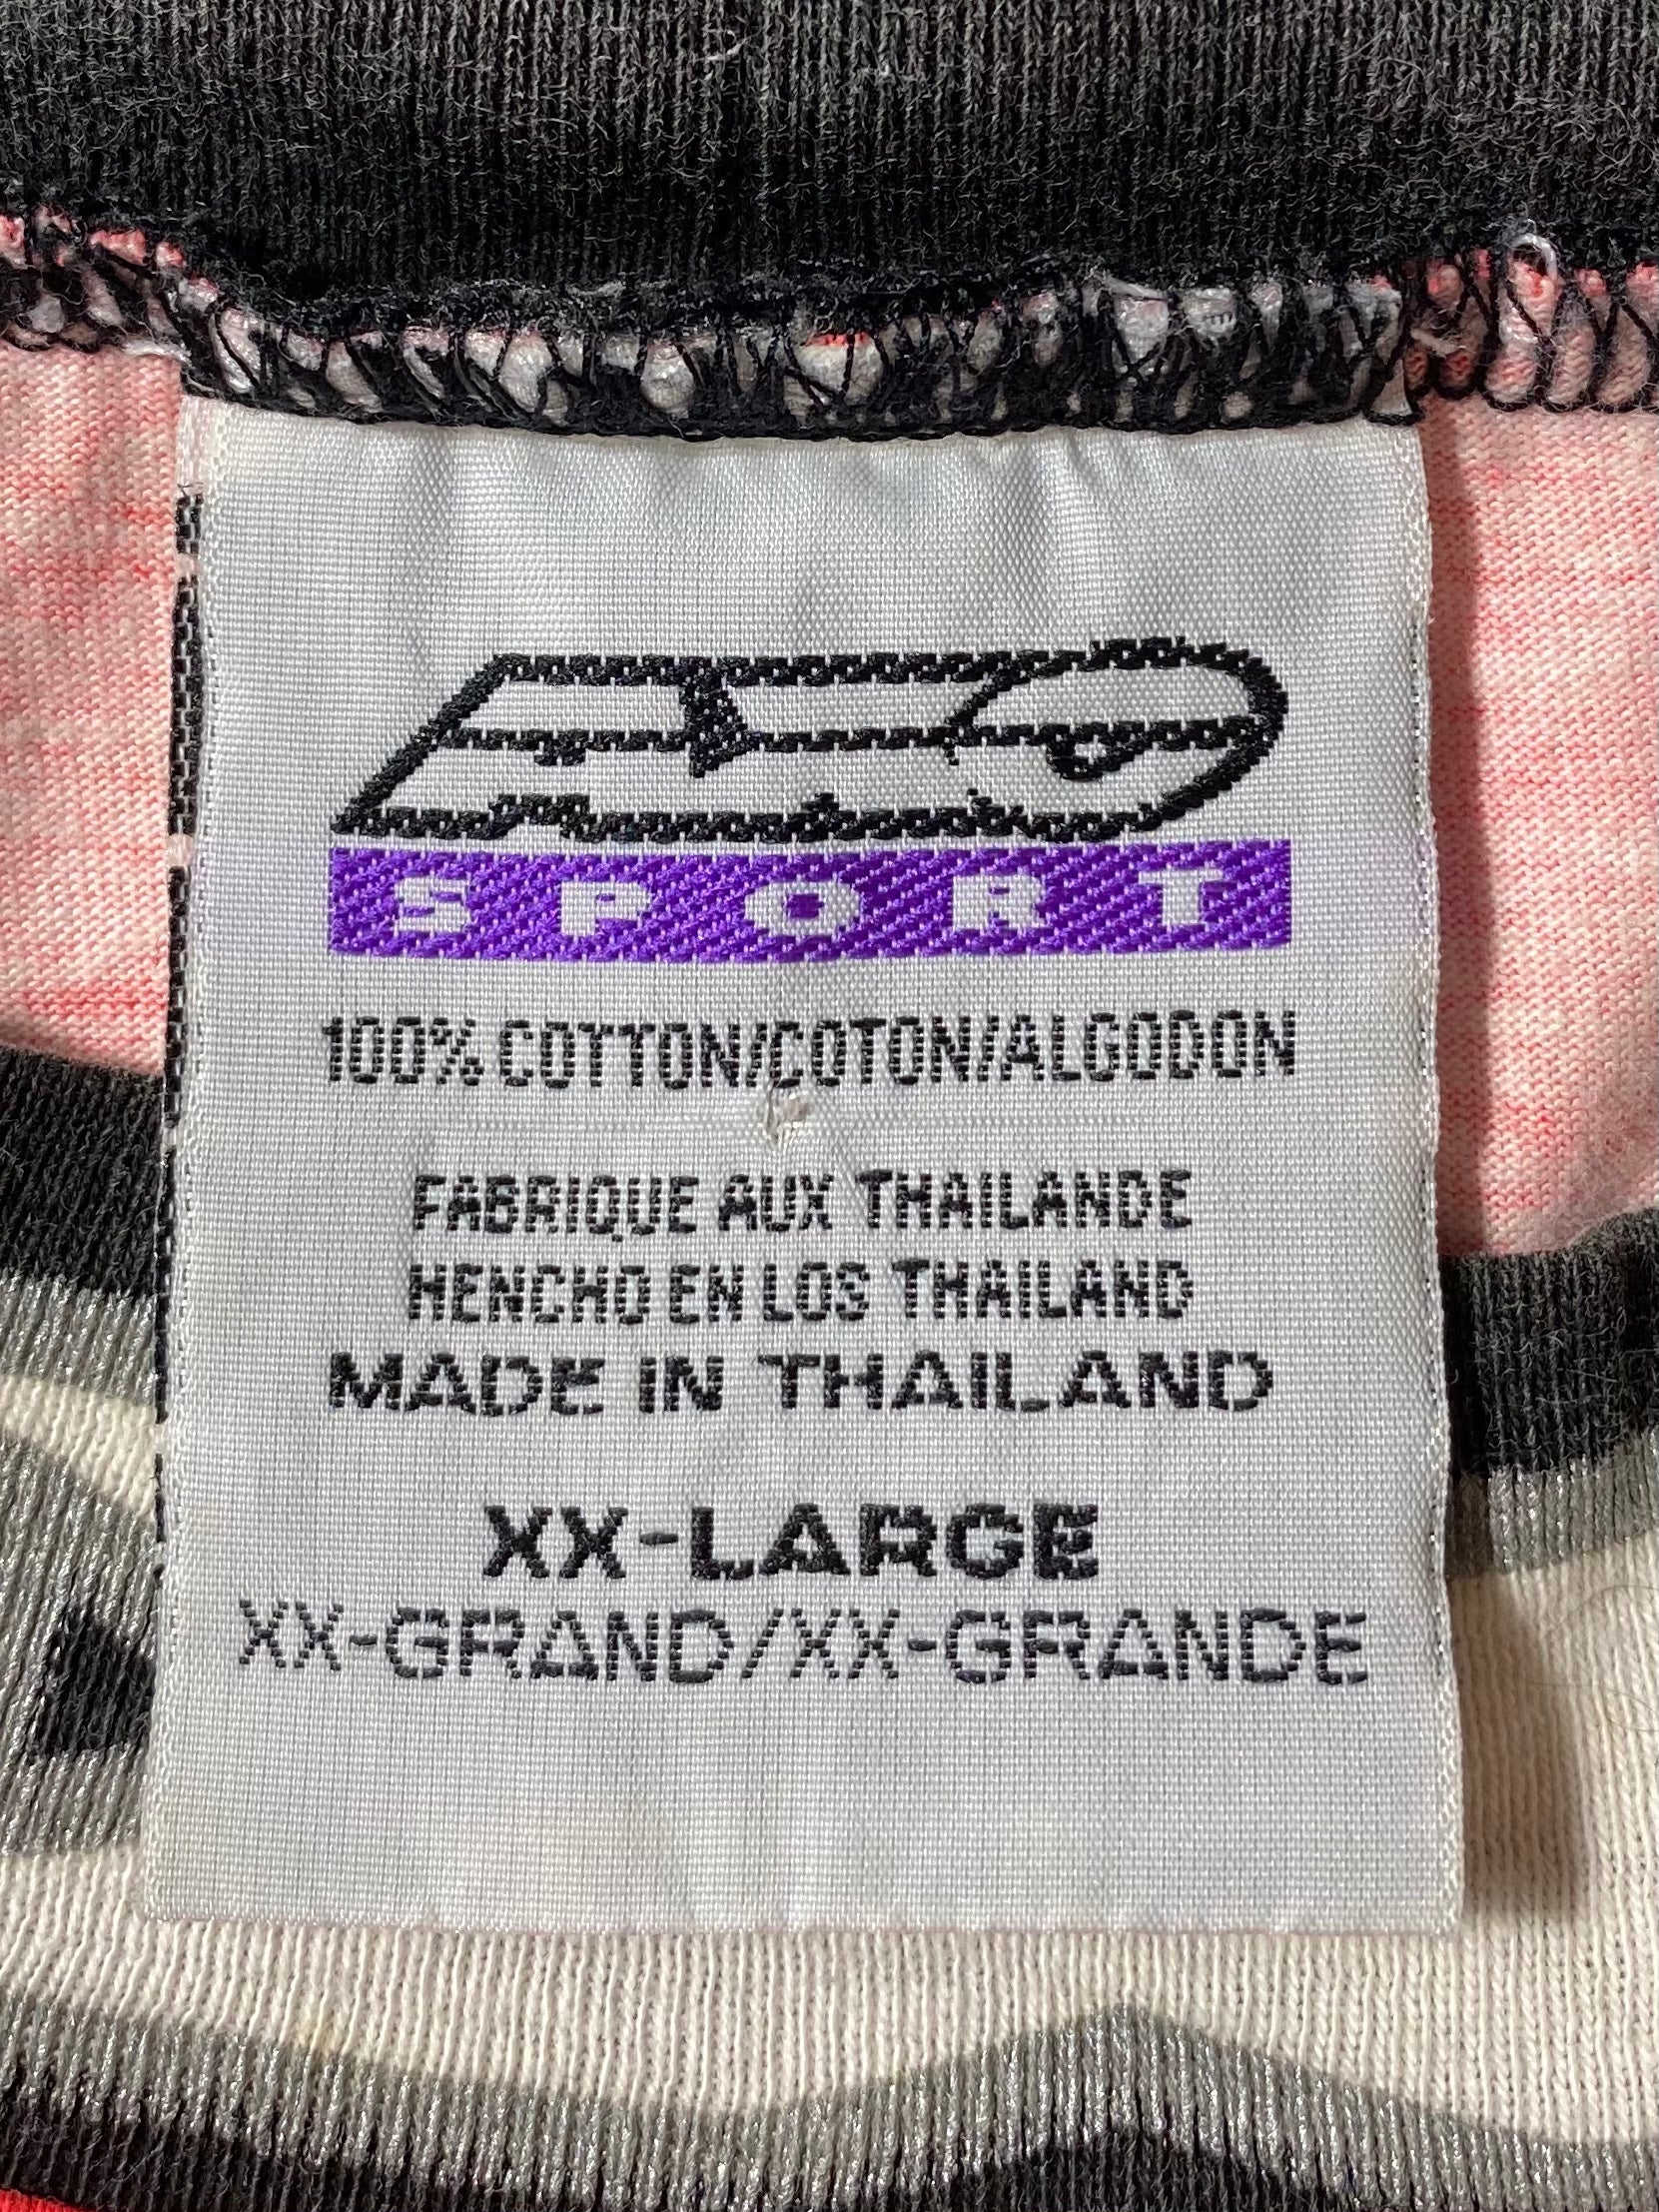 SPORT
100% COTTON/COTON/ALGODON
FABRIQUE AUX THAILANDE
HENCHO EN LOS THAILAND
MADE IN THAILAND
XX-LARGE
XX-GRAND/XX-GRANDE